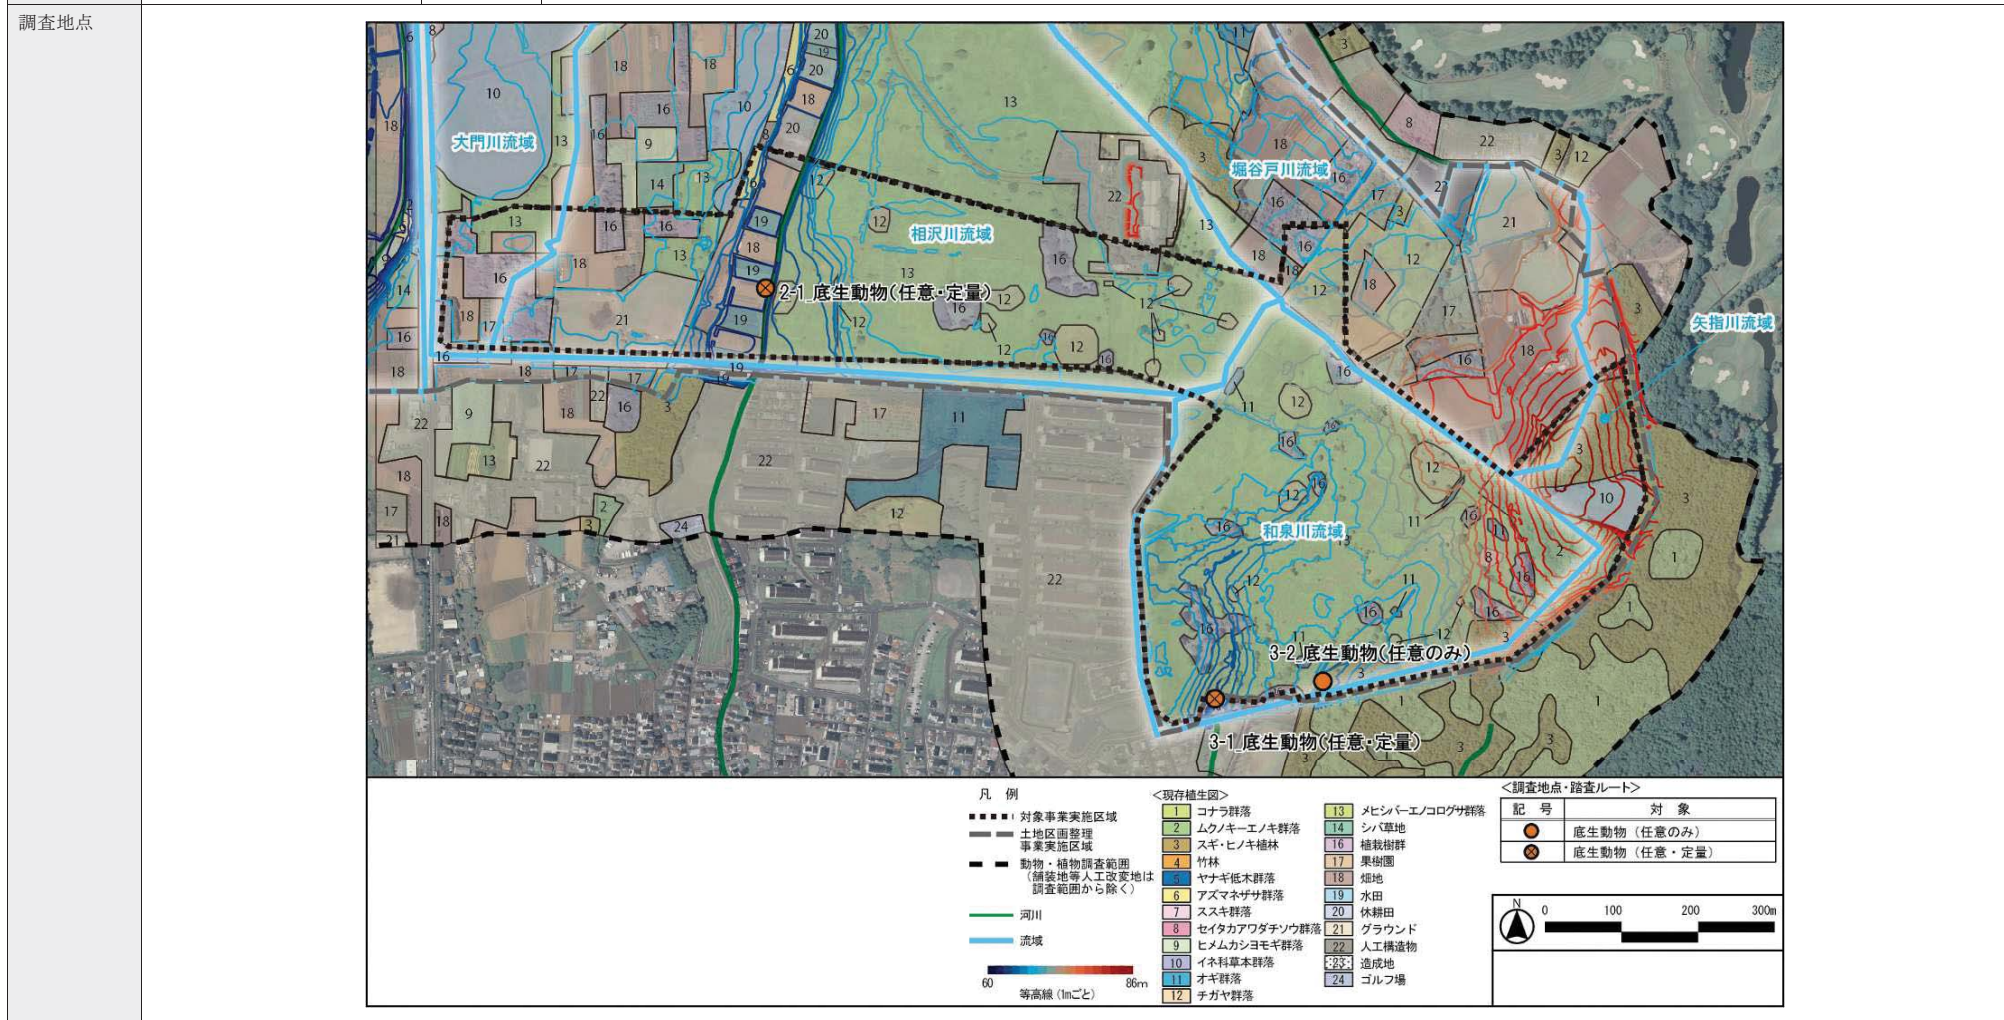 調査地点
大門川流域
堀谷戸川流域
相沢川流域
矢指川流域
和泉川流域
2-1_底生動物(任意・定量)
3-2_底生動物(任意のみ)
3-1_底生動物(任意・定量)
凡 例
対象事業実施区域
土地区画整理
事業実施区域
動物・植物調査範囲
(舗装地等人工改変地は
調査範囲から除く)
河川
流域
60 86m
等高線(1mごと)
<現存植生図>
1 コナラ群落
2 ムクノキーエノキ群落
3 スギ・ヒノキ植林
4 竹林
5 ヤナギ低木群落
6 アズマネザサ群落
7 ススキ群落
8 セイタカアワダチソウ群落
9 ヒメムカシヨモギ群落
10 イネ科草本群落
11 オギ群落
12 チガヤ群落
13 メヒシバーエノコログサ群落
14 シバ草地
16 植栽樹群
17 果樹園
18 畑地
19 水田
20 休耕田
21 グラウンド
22 人工構造物
23 造成地
24 ゴルフ場
<調査地点・踏査ルート>
記 号 対 象
底生動物(任意のみ)
底生動物(任意・定量)
N
0 100 200 300m